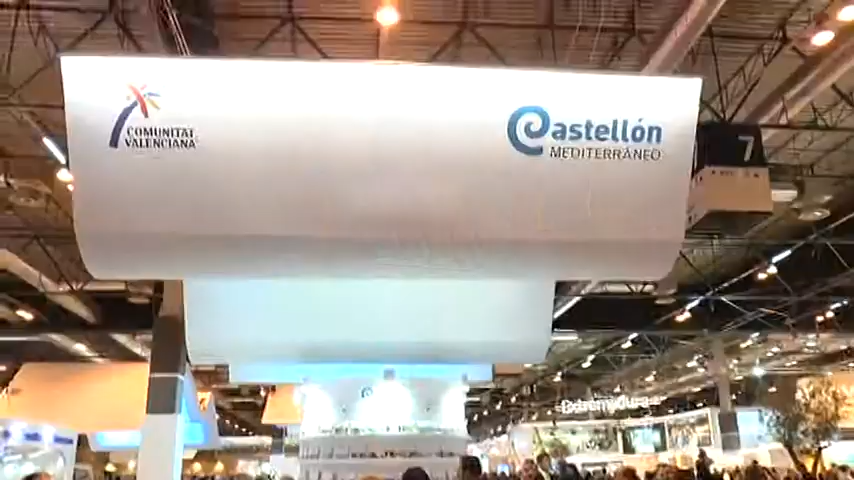 COMUNITAT
VALENCIANA
Castellón
MEDITERRÁNEO
7
Extremadura